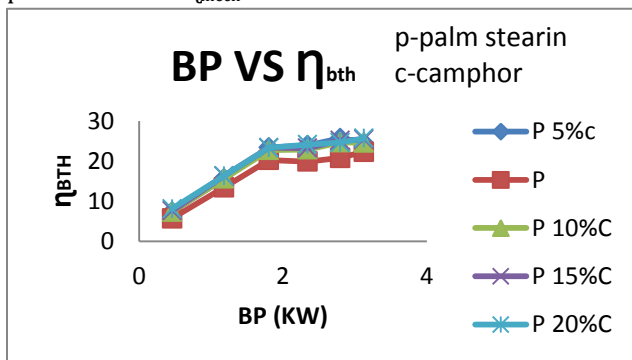 BP VS η bth
p-palm stearin
c-camphor
30
20
10
0
ηBTH
0 2 4
BP (KW)
P 5%c
P
P 10%C
P 15%C
P 20%C